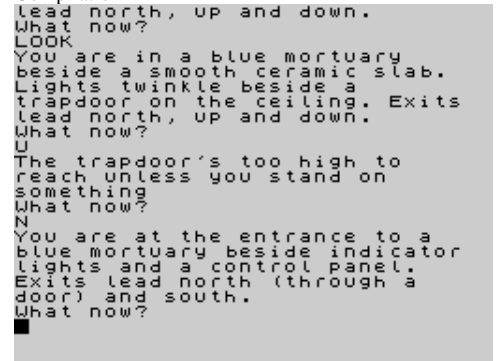 lead north, up and down.
What now?
LOOK
You are in a blue mortuary
beside a smooth ceramic slab.
Lights twinkle beside a
trapdoor on the ceiling. Exits
lead north, up and down.
What now?
U
The trapdoor's too high to
reach unless you stand on
something
What now?
N
You are at the entrance to a
blue mortuary beside indicator
lights and a control panel.
Exits lead north (through a
door) and south.
What now?